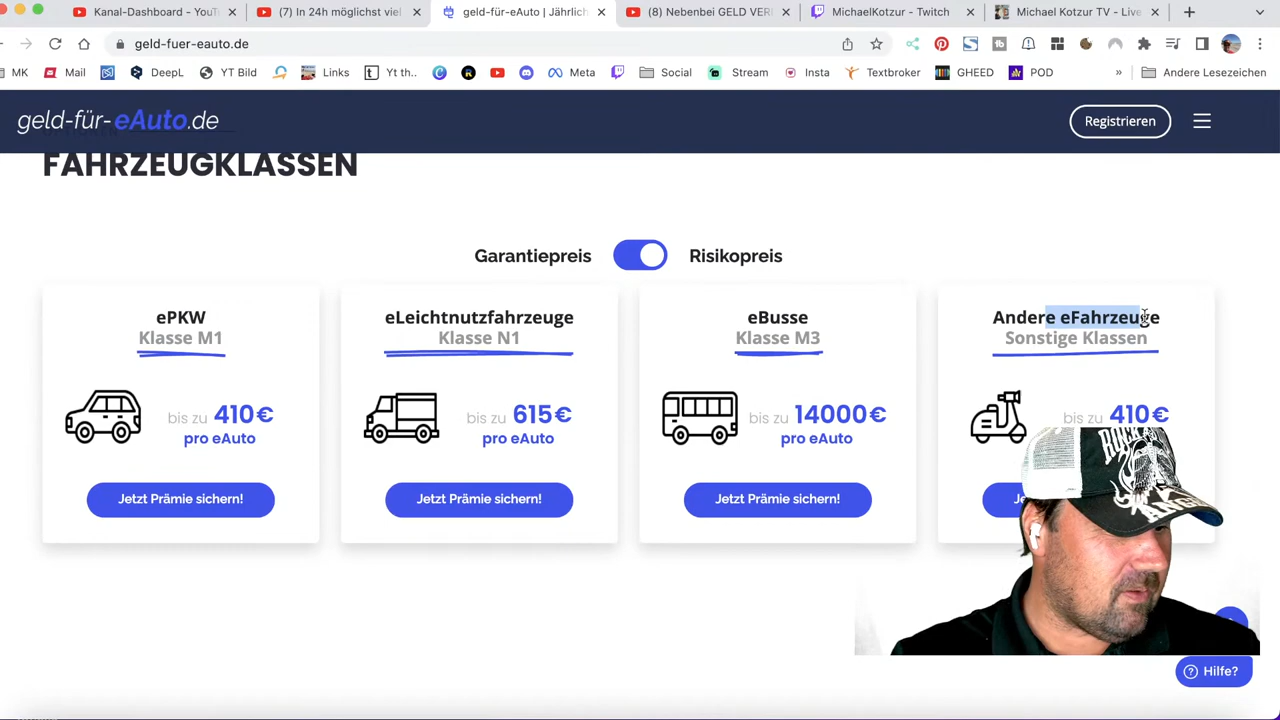 Kanal-Dashboard - YouT
(7) In 24h möglichst viel
geld-für-eAuto | Jährlich
(8) Nebenbei GELD VER
MichaelKotzur - Twitch
Michael Kotzur TV - Live
geld-fuer-eauto.de
MK
Mail
DeepL
YT Bild
Links
Yt th..
Meta
Social
Stream
Insta
Textbroker
GHEED
POD
»
Andere Lesezeichen
geld-für-eAuto.de
Registrieren
FAHRZEUGKLASSEN
Garantiepreis
Risikopreis
ePKW
Klasse M1
bis zu 410€
pro eAuto
Jetzt Prämie sichern!
eLeichtnutzfahrzeuge
Klasse N1
bis zu 615€
pro eAuto
Jetzt Prämie sichern!
eBusse
Klasse M3
bis zu 14000€
pro eAuto
Jetzt Prämie sichern!
Andere eFahrzeuge
Sonstige Klassen
bis zu 410€
Hilfe?